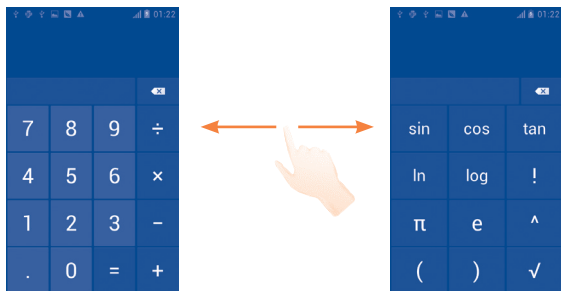 01:22
7 8 9 ÷
4 5 6 ×
1 2 3 −
. 0 = +
01:22
sin cos tan
ln log !
π e ^
( ) √